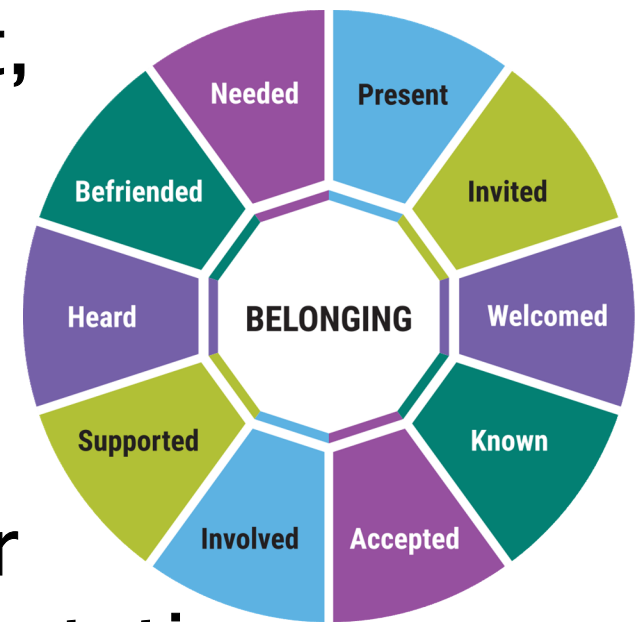 t,
Needed
Present
Befriended
Invited
Heard
BELONGING
Welcomed
Supported
Known
Involved
Accepted
r